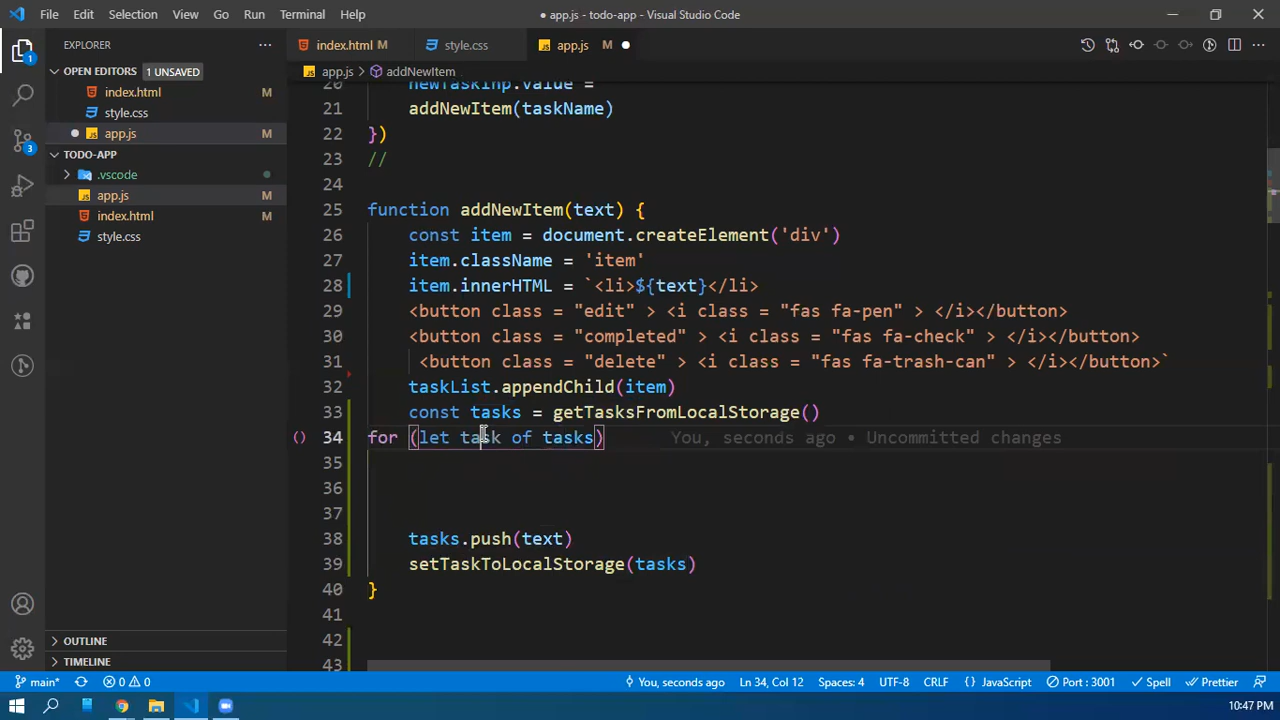 File Edit Selection View Go Run Terminal Help
● app.js - todo-app - Visual Studio Code
EXPLORER ···
index.html M
style.css
app.js M ●
OPEN EDITORS 1 UNSAVED
index.html M
style.css
● app.js M
TODO-APP
.vscode
app.js M
index.html M
style.css
OUTLINE
TIMELINE
1
3
app.js > addNewItem
20 newTaskInp.value =
21 addNewItem(taskName)
22 })
23 //
24
25 function addNewItem(text) {
26 const item = document.createElement('div')
27 item.className = 'item'
28 item.innerHTML = `<li>${text}</li>
29 <button class = "edit" > <i class = "fas fa-pen" > </i></button>
30 <button class = "completed" > <i class = "fas fa-check" > </i></button>
31 <button class = "delete" > <i class = "fas fa-trash-can" > </i></button>`
32 taskList.appendChild(item)
33 const tasks = getTasksFromLocalStorage()
34 for (let task of tasks) You, seconds ago • Uncommitted changes
35
36
37
38 tasks.push(text)
39 setTaskToLocalStorage(tasks)
40 }
41
42
43
main* 0 0 You, seconds ago Ln 34, Col 12 Spaces: 4 UTF-8 CRLF {} JavaScript Port : 3001 Spell Prettier
10:47 PM